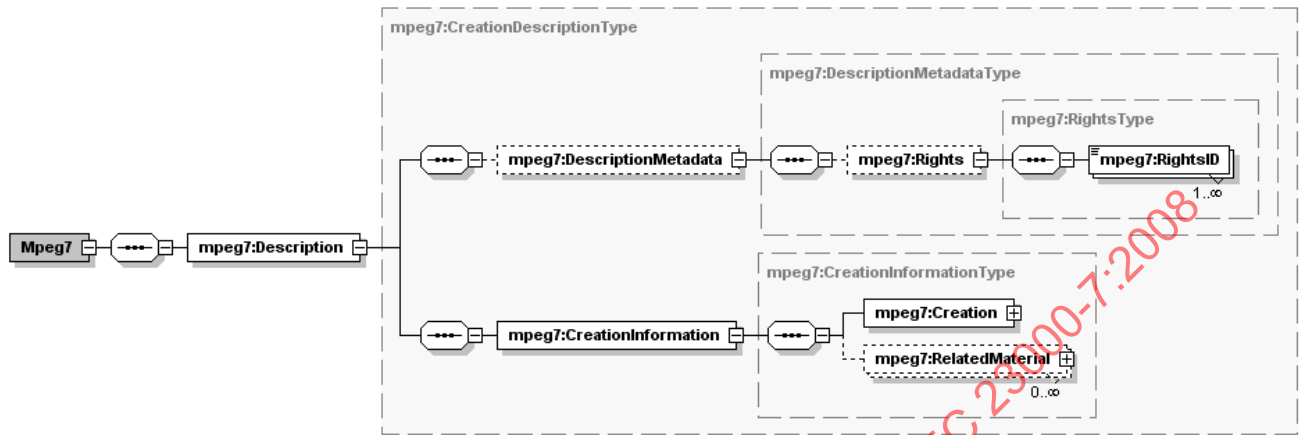 mpeg7:CreationDescriptionType
mpeg7:DescriptionMetadataType
mpeg7:RightsType
mpeg7:DescriptionMetadata
mpeg7:Rights
mpeg7:RightsID
1..∞
Mpeg7
mpeg7:Description
mpeg7:CreationInformationType
mpeg7:Creation
mpeg7:CreationInformation
mpeg7:RelatedMaterial
0..∞
EC 23000-7:2008